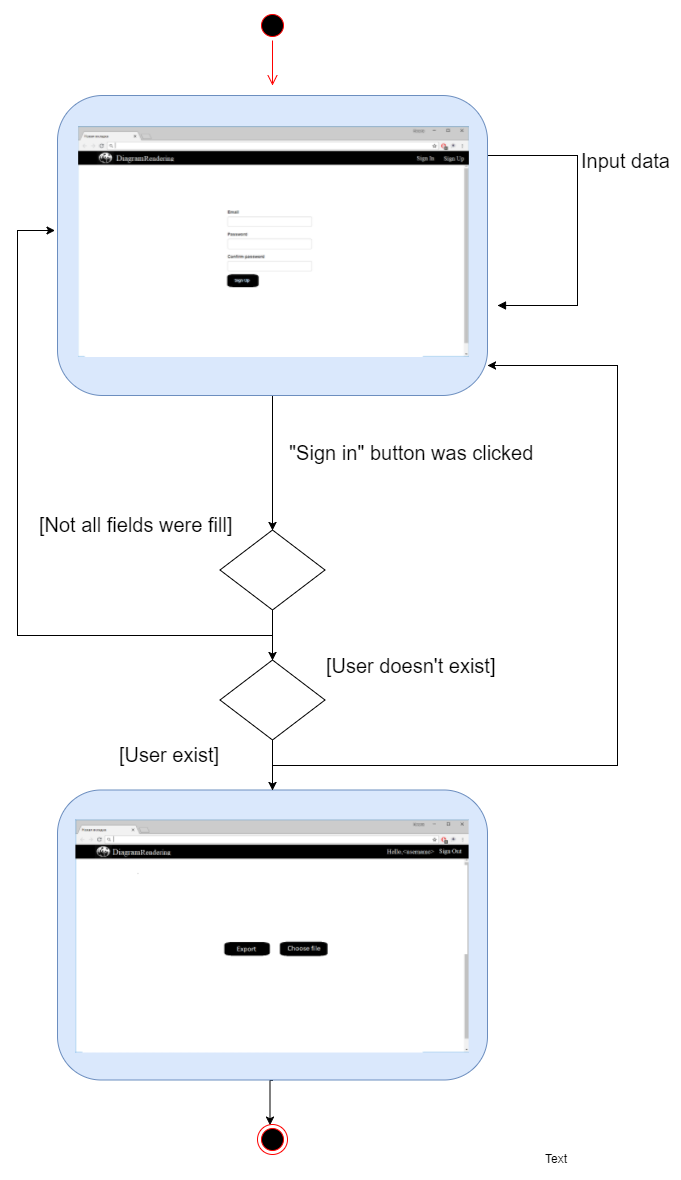 DiagramRendering
Sign In
Sign Up
Input data
Email
Password
Confirm password
Sign Up
"Sign in" button was clicked
[Not all fields were fill]
[User doesn't exist]
[User exist]
DiagramRendering
Hello,<username>
Sign Out
Export
Choose file
Text